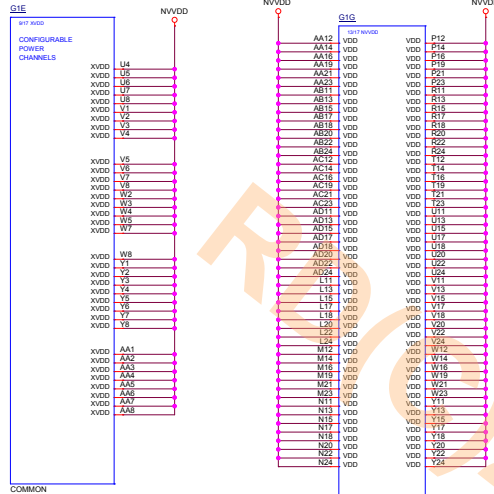 G1E
NVVDD
9/17 XVDD
CONFIGURABLE
POWER
CHANNELS
XVDD U4
XVDD U5
XVDD U6
XVDD U7
XVDD U8
XVDD V1
XVDD V2
XVDD V3
XVDD V4
XVDD V5
XVDD V6
XVDD V7
XVDD V8
XVDD W2
XVDD W3
XVDD W4
XVDD W5
XVDD W7
XVDD W8
XVDD Y1
XVDD Y2
XVDD Y3
XVDD Y4
XVDD Y5
XVDD Y6
XVDD Y7
XVDD Y8
XVDD AA1
XVDD AA2
XVDD AA3
XVDD AA4
XVDD AA5
XVDD AA6
XVDD AA7
XVDD AA8
COMMON
NVVDD
NVVDD
G1G
13/17 NVVDD
AA12 VDD VDD P12
AA14 VDD VDD P14
AA16 VDD VDD P16
AA19 VDD VDD P19
AA21 VDD VDD P21
AA23 VDD VDD P23
AB11 VDD VDD R11
AB13 VDD VDD R13
AB15 VDD VDD R15
AB17 VDD VDD R17
AB18 VDD VDD R18
AB20 VDD VDD R20
AB22 VDD VDD R22
AB24 VDD VDD R24
AC12 VDD VDD T12
AC14 VDD VDD T14
AC16 VDD VDD T16
AC19 VDD VDD T19
AC21 VDD VDD T21
AC23 VDD VDD T23
AD11 VDD VDD U11
AD13 VDD VDD U13
AD15 VDD VDD U15
AD17 VDD VDD U17
AD18 VDD VDD U18
AD20 VDD VDD U20
AD22 VDD VDD U22
AD24 VDD VDD U24
L11 VDD VDD V11
L13 VDD VDD V13
L15 VDD VDD V15
L17 VDD VDD V17
L18 VDD VDD V18
L20 VDD VDD V20
L22 VDD VDD V22
L24 VDD VDD V24
M12 VDD VDD W12
M14 VDD VDD W14
M16 VDD VDD W16
M19 VDD VDD W19
M21 VDD VDD W21
M23 VDD VDD W23
N11 VDD VDD Y11
N13 VDD VDD Y13
N15 VDD VDD Y15
N17 VDD VDD Y17
N18 VDD VDD Y18
N20 VDD VDD Y20
N22 VDD VDD Y22
N24 VDD VDD Y24